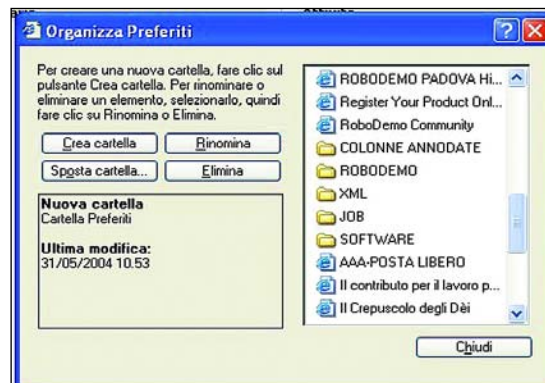 Organizza Preferiti
Per creare una nuova cartella, fare clic sul
pulsante Crea cartella. Per rinominare o
eliminare un elemento, selezionarlo, quindi
fare clic su Rinomina o Elimina.
Crea cartella
Rinomina
Sposta cartella...
Elimina
Nuova cartella
Cartella Preferiti
Ultima modifica:
31/05/2004 10.53
ROBODEMO PADOVA Hi...
Register Your Product Onl...
RoboDemo Community
COLONNE ANNODATE
ROBODEMO
XML
JOB
SOFTWARE
AAA-POSTA LIBERO
Il contributo per il lavoro p...
Il Crepuscolo degli Dèi
Chiudi